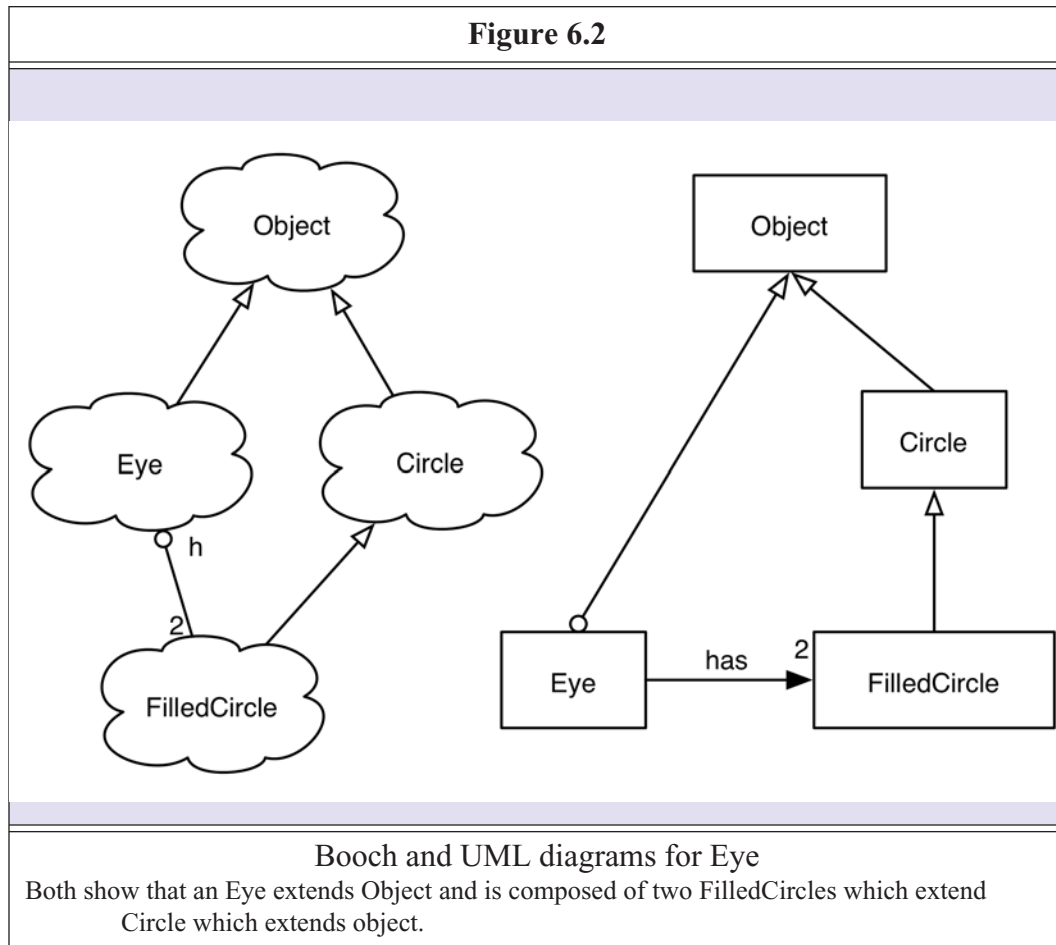 Figure 6.2
Object
Object
Eye
Circle
Circle
h
2
FilledCircle
has
2
Eye
FilledCircle
Booch and UML diagrams for Eye
Both show that an Eye extends Object and is composed of two FilledCircles which extend
Circle which extends object.